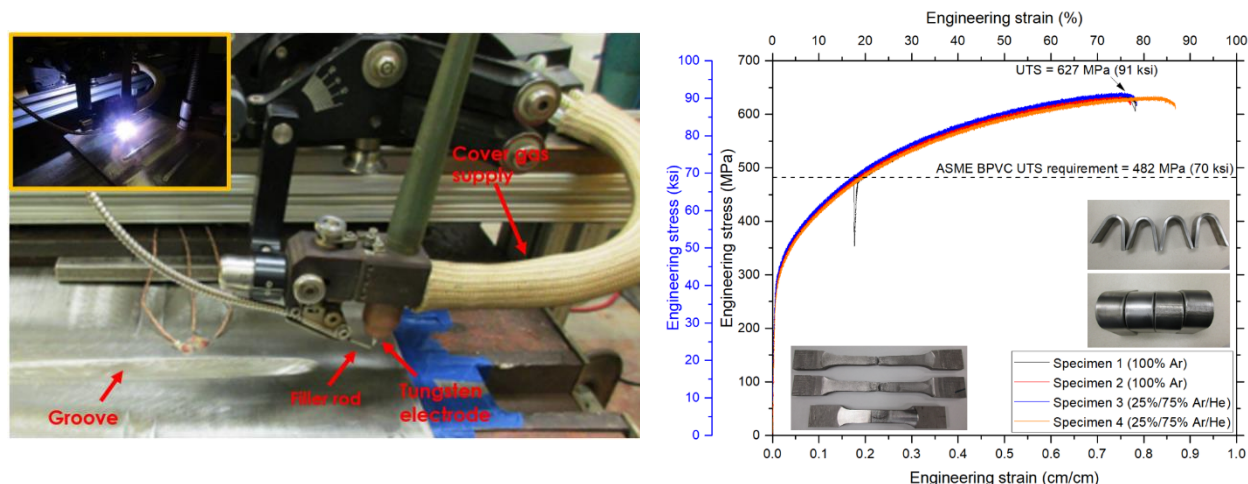 Cover gas
supply
Groove
Filler rod
Tungsten
electrode
Engineering strain (%)
0 10 20 30 40 50 60 70 80 90 100
Engineering stress (ksi)
100
90
80
70
60
50
40
30
20
10
0
Engineering stress (MPa)
700
600
500
400
300
200
100
0
UTS = 627 MPa (91 ksi)
ASME BPVC UTS requirement = 482 MPa (70 ksi)
Specimen 1 (100% Ar)
Specimen 2 (100% Ar)
Specimen 3 (25%/75% Ar/He)
Specimen 4 (25%/75% Ar/He)
0.0 0.1 0.2 0.3 0.4 0.5 0.6 0.7 0.8 0.9 1.0
Engineering strain (cm/cm)